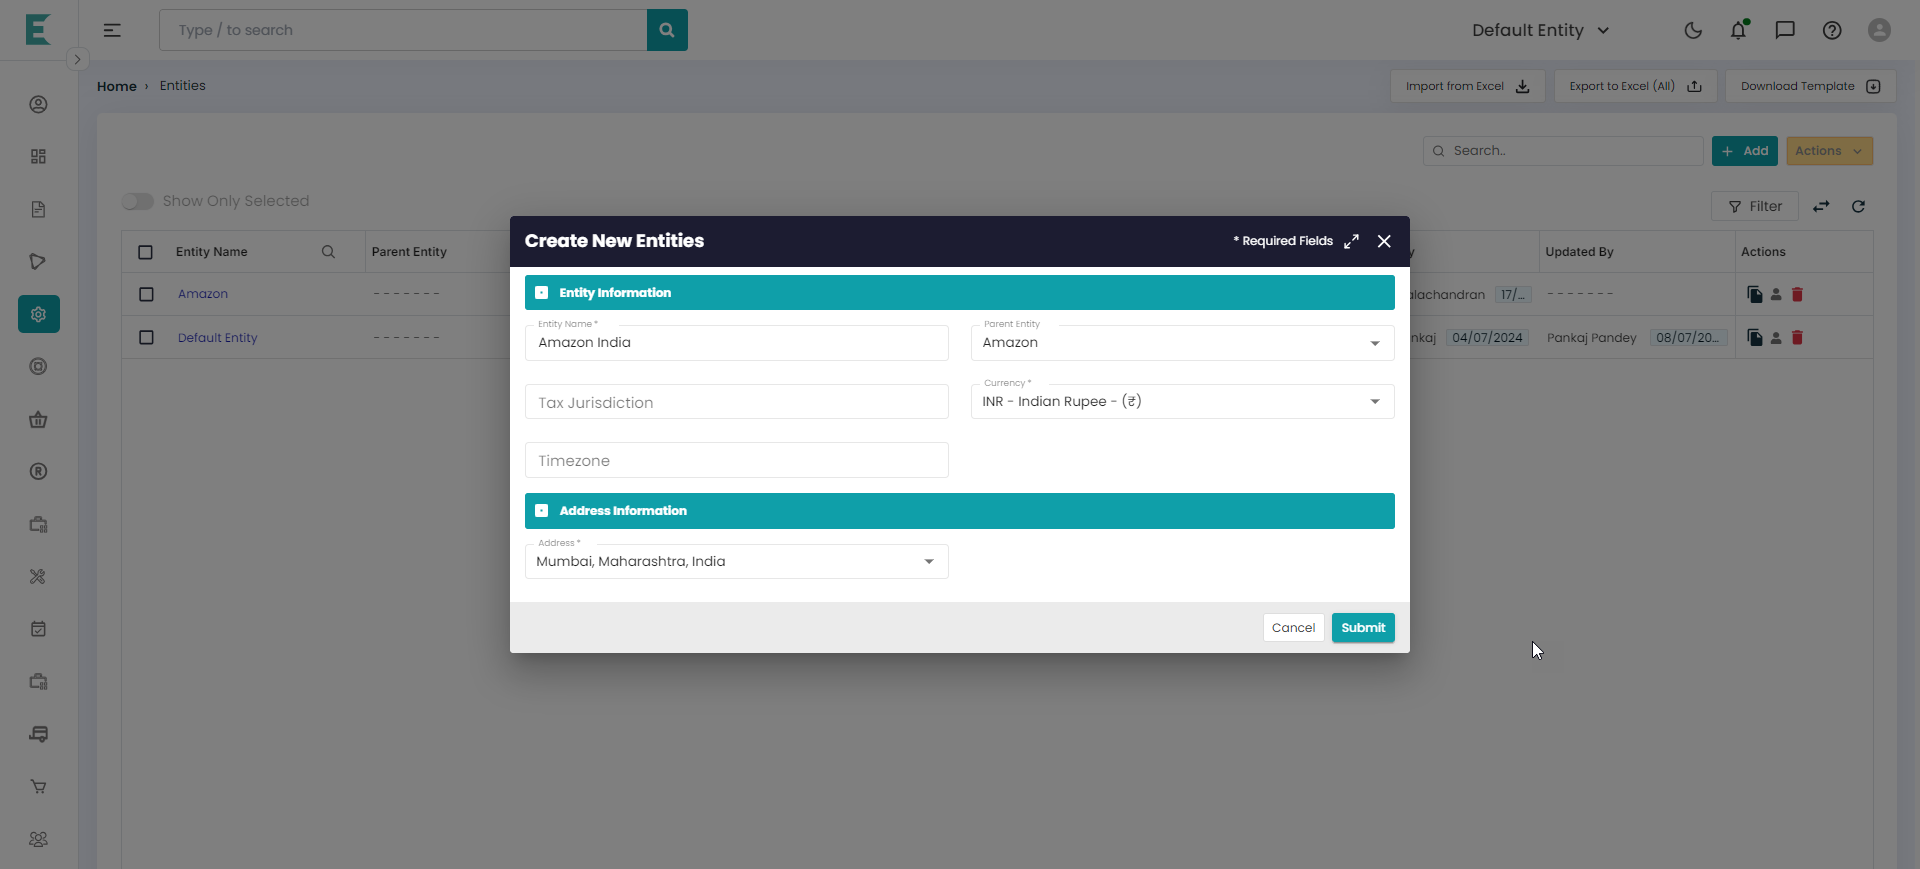 Type / to search
Default Entity
Home › Entities
Import from Excel
Export to Excel (All)
Download Template
Search..
+ Add
Actions
Show Only Selected
Filter
Entity Name
Parent Entity
Updated By
Actions
Amazon
- - - - - - -
alachandran
17/...
- - - - - - -
Default Entity
- - - - - - -
nkaj
04/07/2024
Pankaj Pandey
08/07/20...
Create New Entities
* Required Fields
Entity Information
Entity Name *
Amazon India
Parent Entity
Amazon
Tax Jurisdiction
Currency *
INR - Indian Rupee - (₹)
Timezone
Address Information
Address *
Mumbai, Maharashtra, India
Cancel
Submit